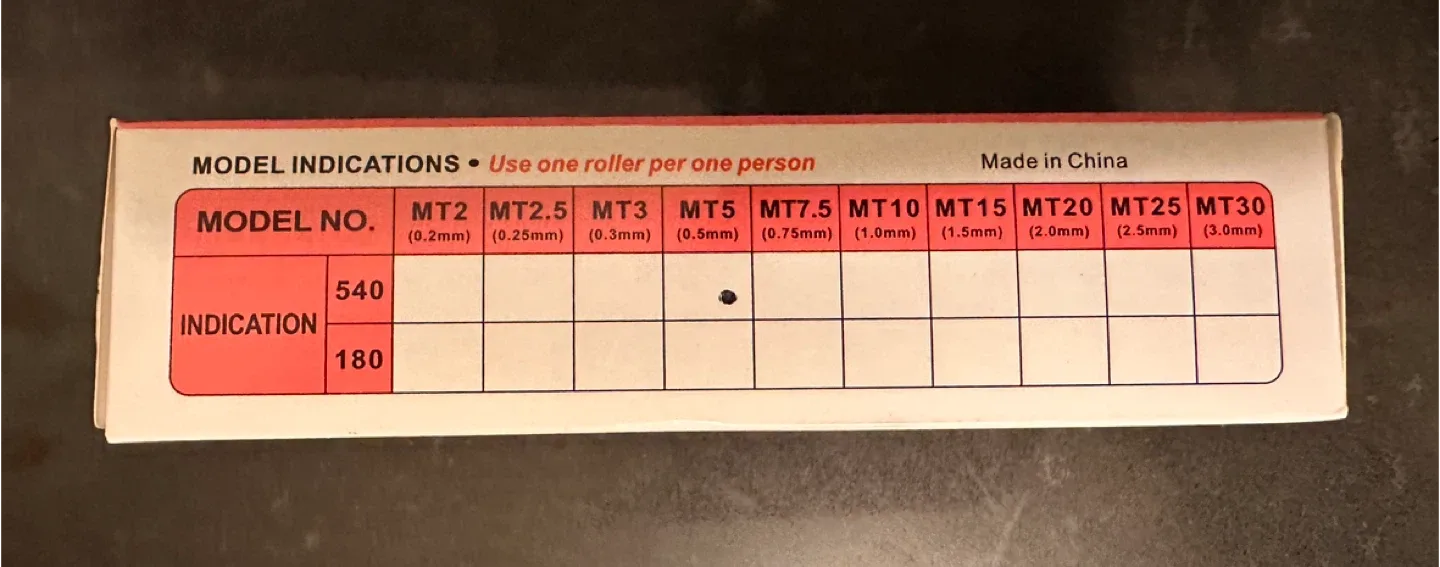 MODEL INDICATIONS • Use one roller per one person Made in China
MODEL NO. MT2 MT2.5 MT3 MT5 MT7.5 MT10 MT15 MT20 MT25 MT30
(0.2mm) (0.25mm) (0.3mm) (0.5mm) (0.75mm) (1.0mm) (1.5mm) (2.0mm) (2.5mm) (3.0mm)
INDICATION
540
180